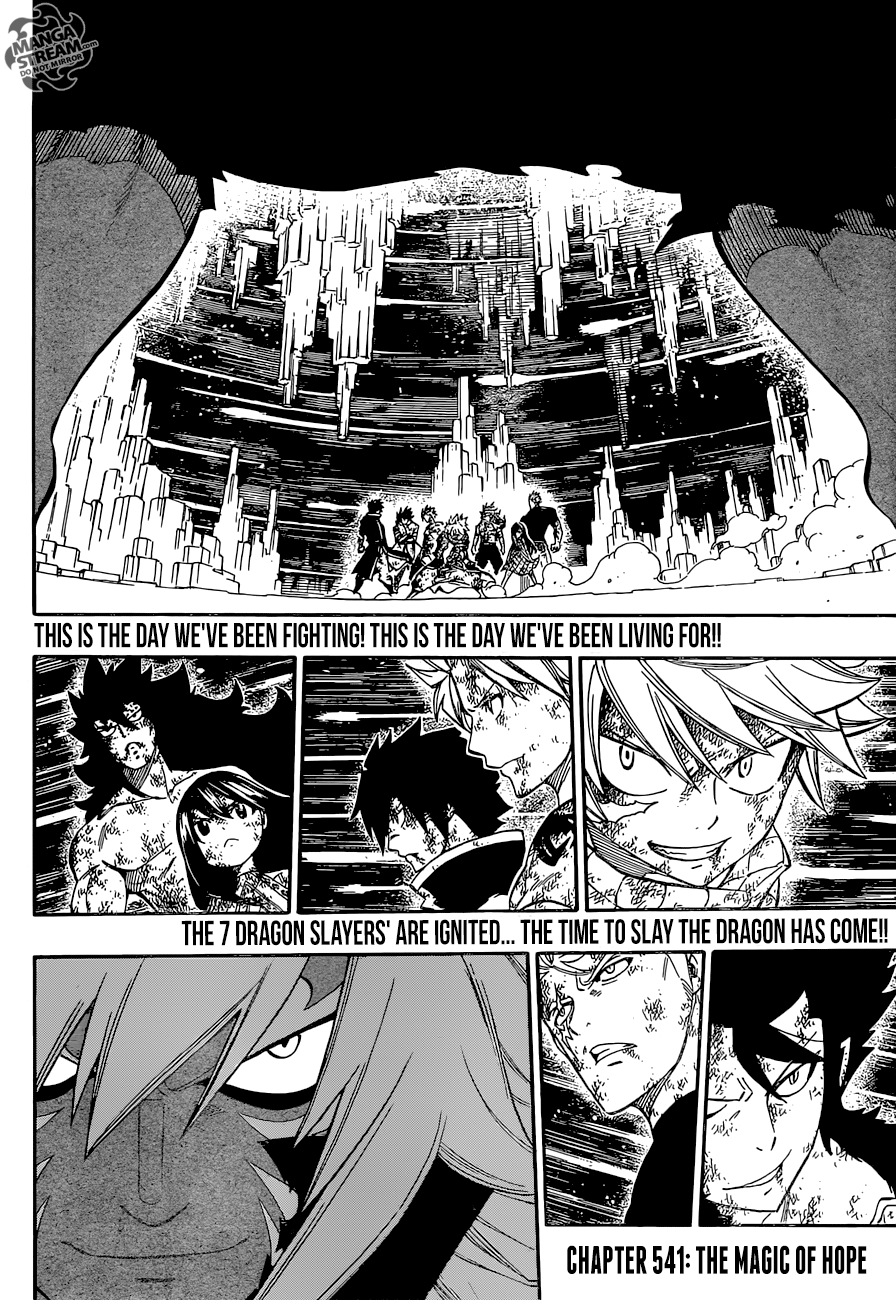 MANGA
STREAM.com
DO NOT MIRROR
THIS IS THE DAY WE'VE BEEN FIGHTING! THIS IS THE DAY WE'VE BEEN LIVING FOR!!
THE 7 DRAGON SLAYERS' ARE IGNITED... THE TIME TO SLAY THE DRAGON HAS COME!!
CHAPTER 541: THE MAGIC OF HOPE